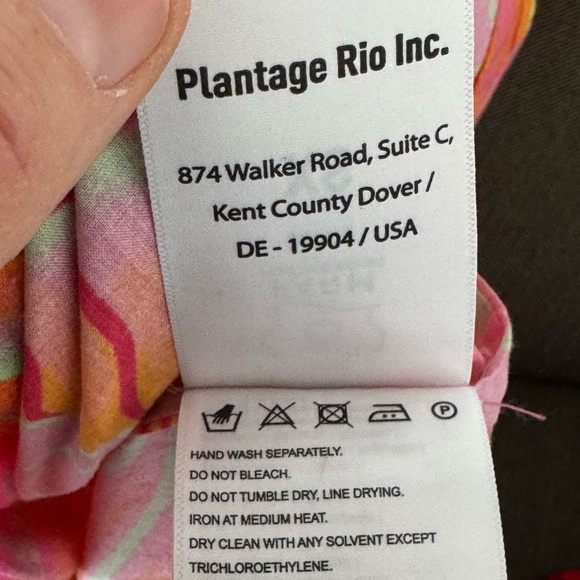 Plantage Rio Inc.
874 Walker Road, Suite C,
Kent County Dover /
DE - 19904 / USA
P
HAND WASH SEPARATELY.
DO NOT BLEACH.
DO NOT TUMBLE DRY, LINE DRYING.
IRON AT MEDIUM HEAT.
DRY CLEAN WITH ANY SOLVENT EXCEPT
TRICHLOROETHYLENE.